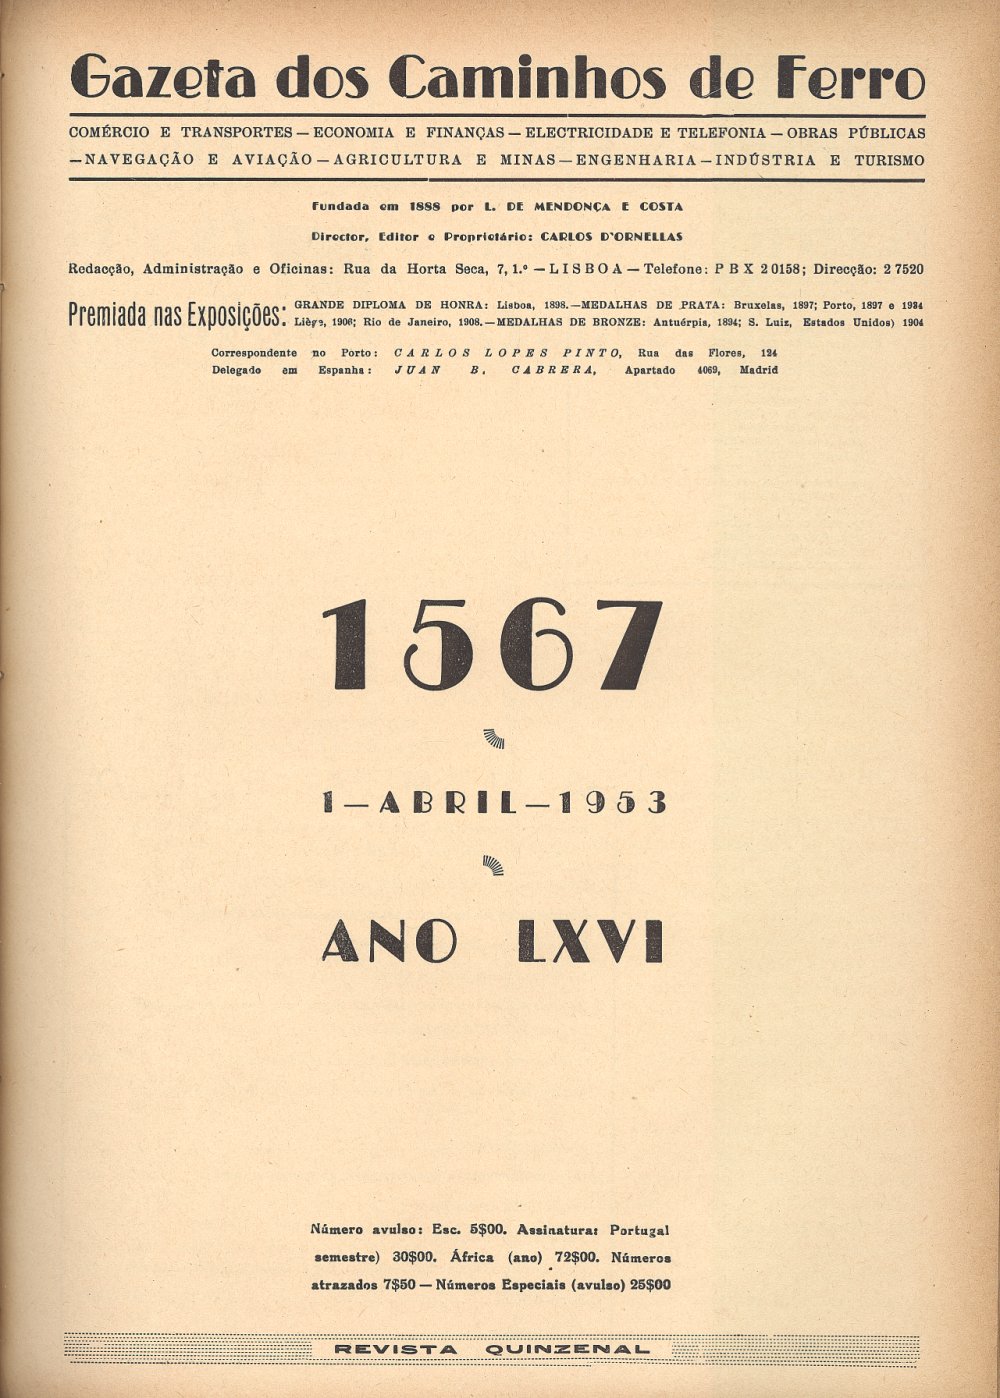 Gazeta dos Caminhos de Ferro
COMÉRCIO E TRANSPORTES — ECONOMIA E FINANÇAS — ELECTRICIDADE E TELEFONIA — OBRAS PÚBLICAS
— NAVEGAÇÃO E AVIAÇÃO — AGRICULTURA E MINAS — ENGENHARIA — INDÚSTRIA E TURISMO
Fundada em 1888 por L. DE MENDONÇA E COSTA
Director, Editor e Proprietário: CARLOS D'ORNELLAS
Redacção, Administração e Oficinas: Rua da Horta Seca, 7, 1.º — LISBOA — Telefone: PBX 20158; Direcção: 27520
Premiada nas Exposições:
GRANDE DIPLOMA DE HONRA: Lisboa, 1898. — MEDALHAS DE PRATA: Bruxelas, 1897; Porto, 1897 e 1934
Liège, 1906; Rio de Janeiro, 1908. — MEDALHAS DE BRONZE: Antuérpia, 1894; S. Luiz, Estados Unidos) 1904
Correspondente no Porto: CARLOS LOPES PINTO, Rua das Flores, 124
Delegado em Espanha: JUAN B. CABRERA, Apartado 4069, Madrid
1567
1 — ABRIL — 1953
ANO LXVI
Número avulso: Esc. 5$00. Assinatura: Portugal
semestre) 30$00. África (ano) 72$00. Números
atrazados 7$50 — Números Especiais (avulso) 25$00
REVISTA QUINZENAL